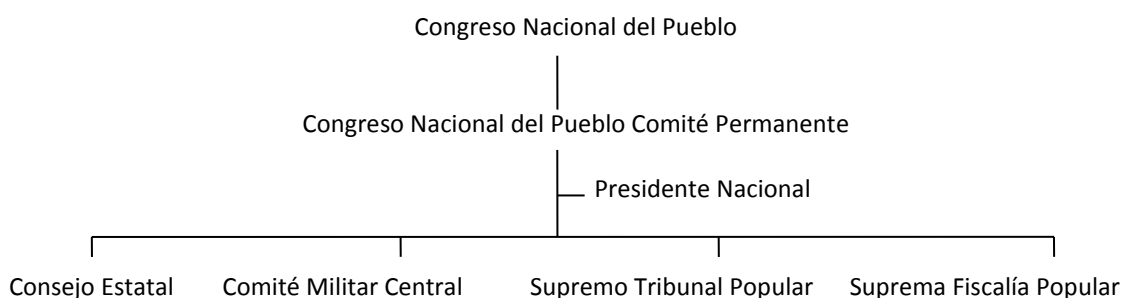 Congreso Nacional del Pueblo
Congreso Nacional del Pueblo Comité Permanente
Presidente Nacional
Consejo Estatal Comité Militar Central Supremo Tribunal Popular Suprema Fiscalía Popular